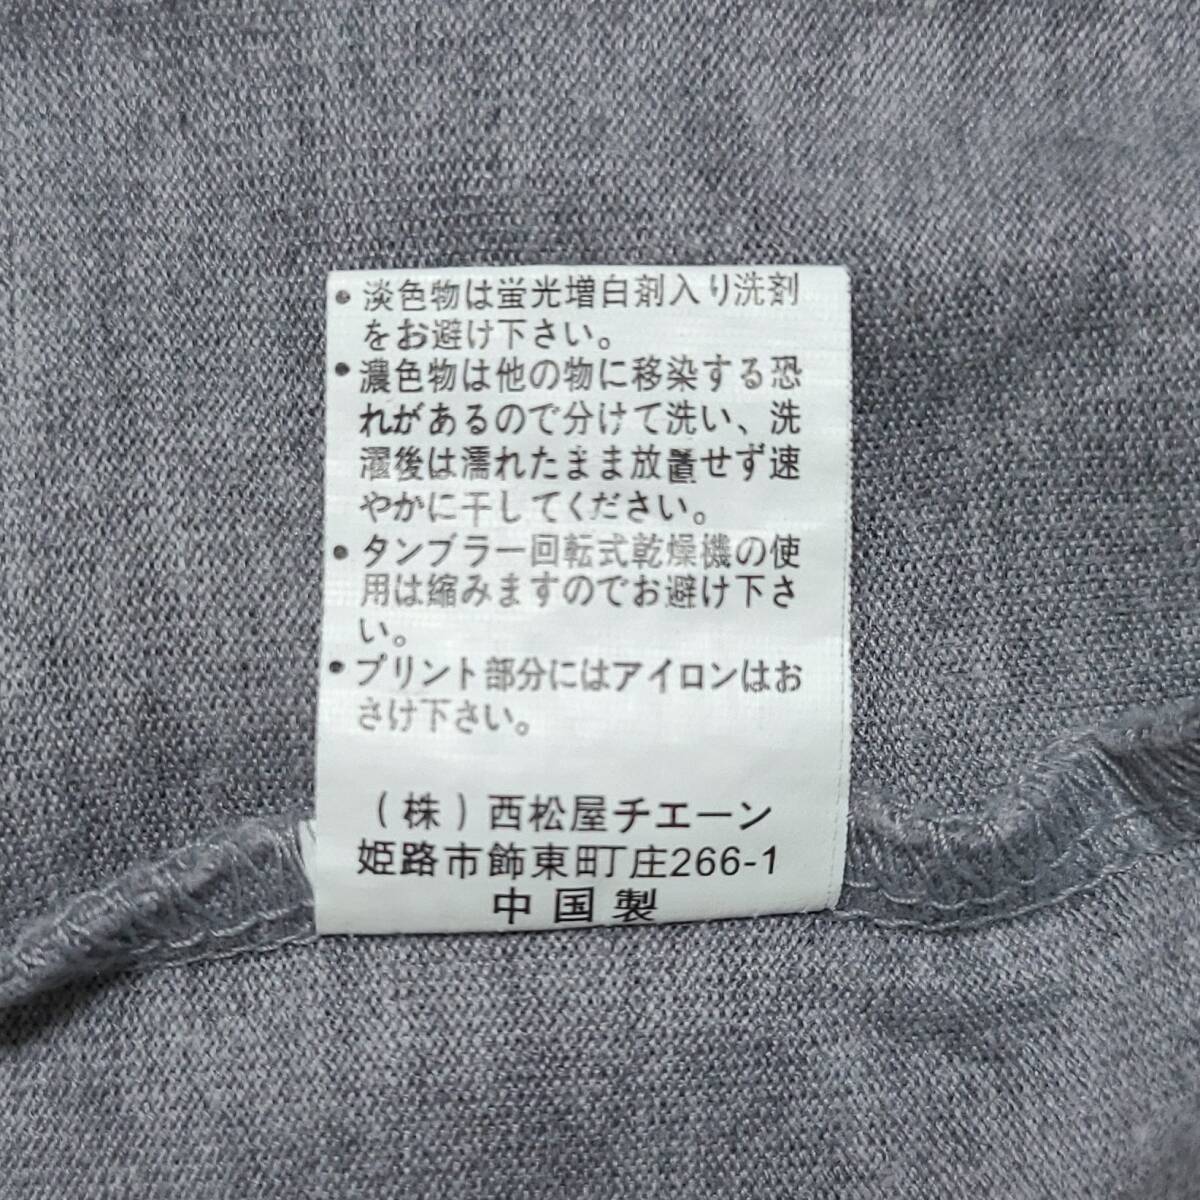 • 淡色物は蛍光増白剤入り洗剤
をお避け下さい。
• 濃色物は他の物に移染する恐
れがあるので分けて洗い、洗
濯後は濡れたまま放置せず速
やかに干してください。
• タンブラー回転式乾燥機の使
用は縮みますのでお避け下さ
い。
• プリント部分にはアイロンはお
さけ下さい。
(株)西松屋チエーン
姫路市飾東町庄266-1
中国製